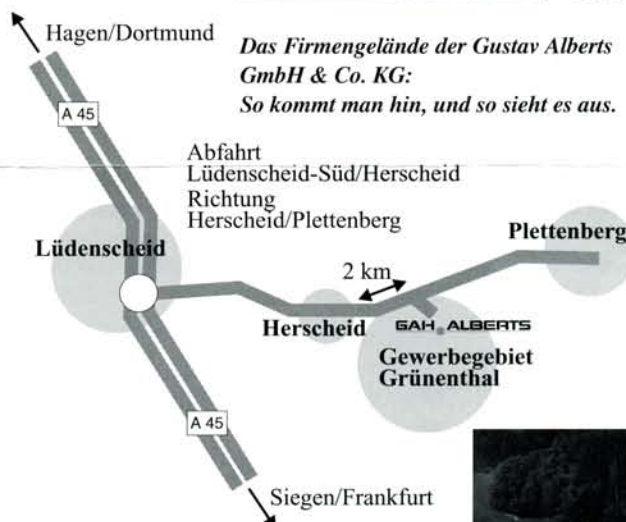 Hagen/Dortmund
Das Firmengelände der Gustav Alberts
GmbH & Co. KG:
So kommt man hin, und so sieht es aus.
A 45
Abfahrt
Lüdenscheid-Süd/Herscheid
Richtung
Herscheid/Plettenberg
Lüdenscheid
Plettenberg
2 km
Herscheid
GAH ALBERTS
Gewerbegebiet
Grünenthal
A 45
Siegen/Frankfurt